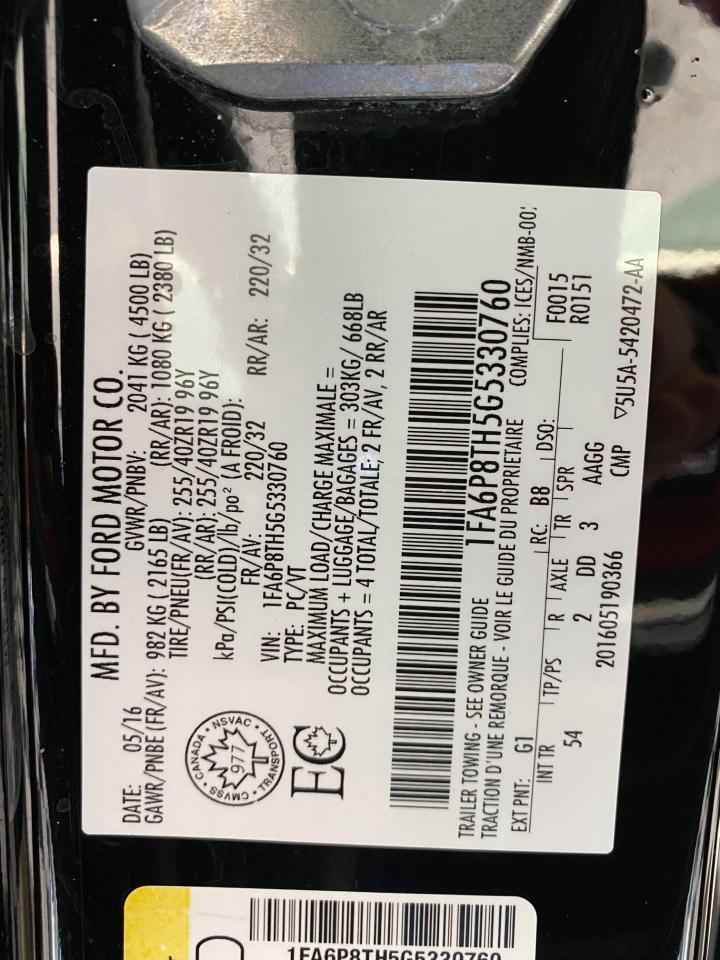 MFD. BY FORD MOTOR CO.
DATE: 05/16 GVWR/PNBV: 2041 KG ( 4500 LB)
GAWR/PNBE (FR/AV): 982 KG ( 2165 LB) (RR/AR): 1080 KG ( 2380 LB)
TIRE/PNEU(FR/AV): 255/40ZR19 96Y
(RR/AR): 255/40ZR19 96Y
kPa/PSI(COLD)/lb/po² (A FROID):
FR/AV: 220/32 RR/AR: 220/32
VIN: 1FA6P8TH5G5330760
TYPE: PC/VT
MAXIMUM LOAD/CHARGE MAXIMALE =
OCCUPANTS + LUGGAGE/BAGAGES = 303KG/ 668LB
OCCUPANTS = 4 TOTAL/TOTALE: 2 FR/AV, 2 RR/AR
CANADA · NSVAC · TRANSPORT · CMVSS
977
EC
1FA6P8TH5G5330760
TRAILER TOWING - SEE OWNER GUIDE
TRACTION D'UNE REMORQUE - VOIR LE GUIDE DU PROPRIETAIRE COMPLIES: ICES/NMB-002
EXT PNT: G1 RC: B8 DSO: F0015
INT TR TP/PS R AXLE TR SPR R0151
54 2 DD 3 AAGG
201605190366 CMP
▽5U5A-5420472-AA
1FA6P8TH5G5330760